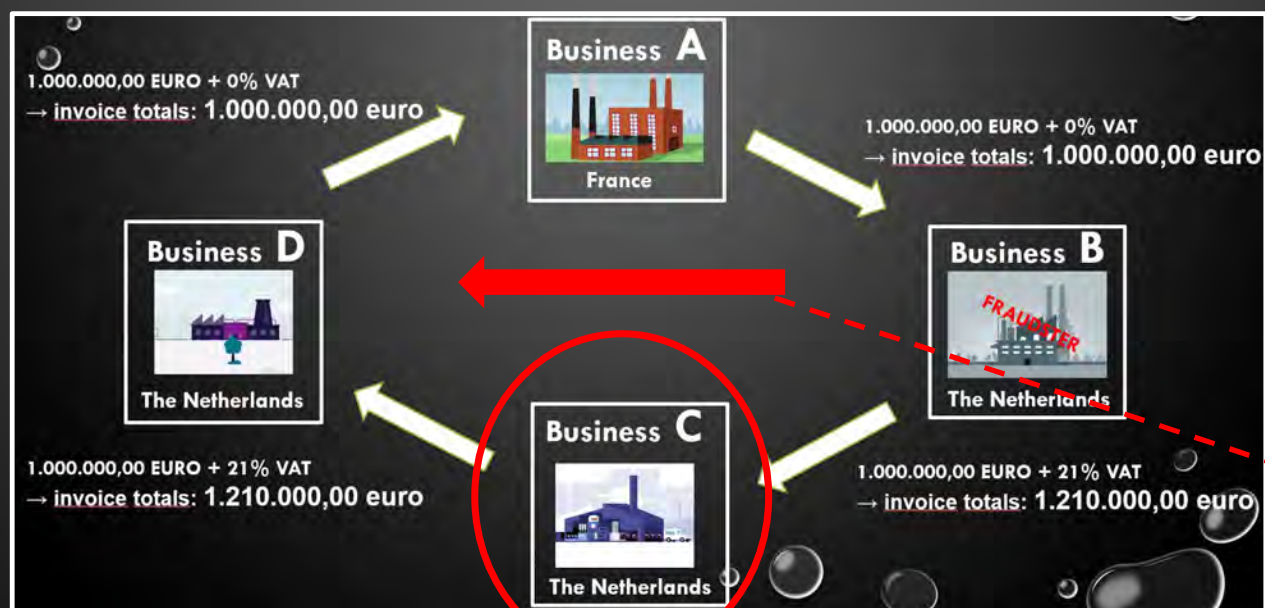 Business A
France
1.000.000,00 EURO + 0% VAT
→ invoice totals: 1.000.000,00 euro
1.000.000,00 EURO + 0% VAT
→ invoice totals: 1.000.000,00 euro
Business D
The Netherlands
Business B
FRAUDSTER
The Netherlands
Business C
The Netherlands
1.000.000,00 EURO + 21% VAT
→ invoice totals: 1.210.000,00 euro
1.000.000,00 EURO + 21% VAT
→ invoice totals: 1.210.000,00 euro